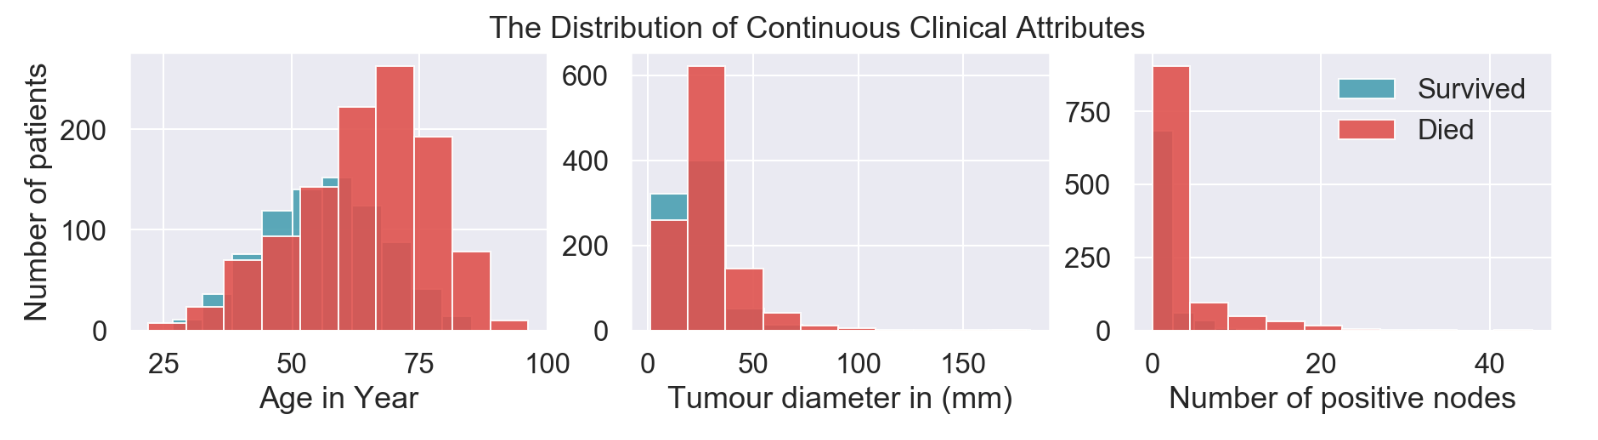 The Distribution of Continuous Clinical Attributes
Number of patients
200
100
0
25 50 75 100
Age in Year
600
400
200
0
0 50 100 150
Tumour diameter in (mm)
750
500
250
0
0 20 40
Number of positive nodes
Survived
Died